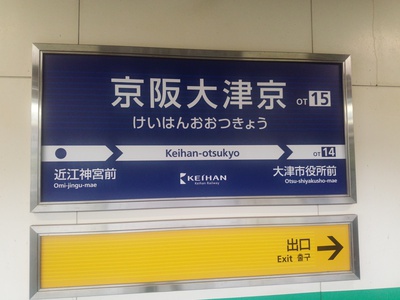 京阪大津京 OT 15
けいはんおおつきょう
Keihan-otsukyo
OT 14
近江神宮前
Omi-jingu-mae
KEIHAN
Keihan Railway
大津市役所前
Otsu-shiyakusho-mae
出口
Exit 출구